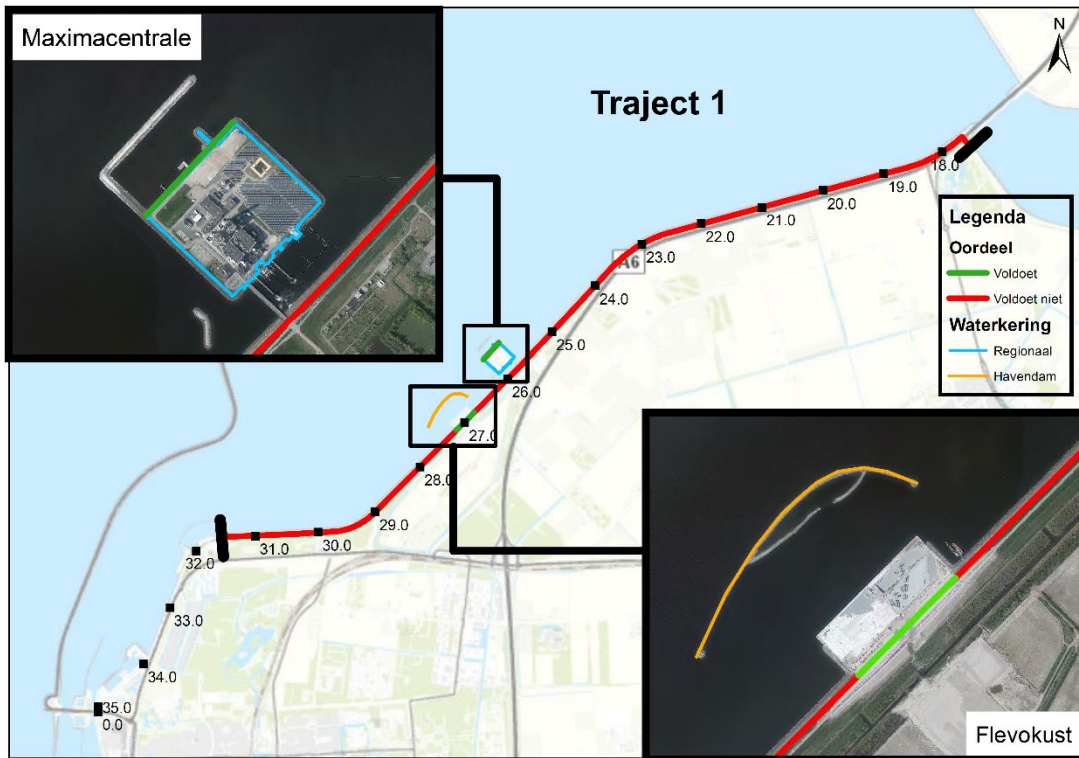 Maximacentrale
Traject 1
N
18.0
19.0
20.0
21.0
22.0
23.0
A6
24.0
25.0
26.0
27.0
28.0
29.0
30.0
31.0
32.0
33.0
34.0
35.0
0.0
Legenda
Oordeel
Voldoet
Voldoet niet
Waterkering
Regionaal
Havendam
Flevokust